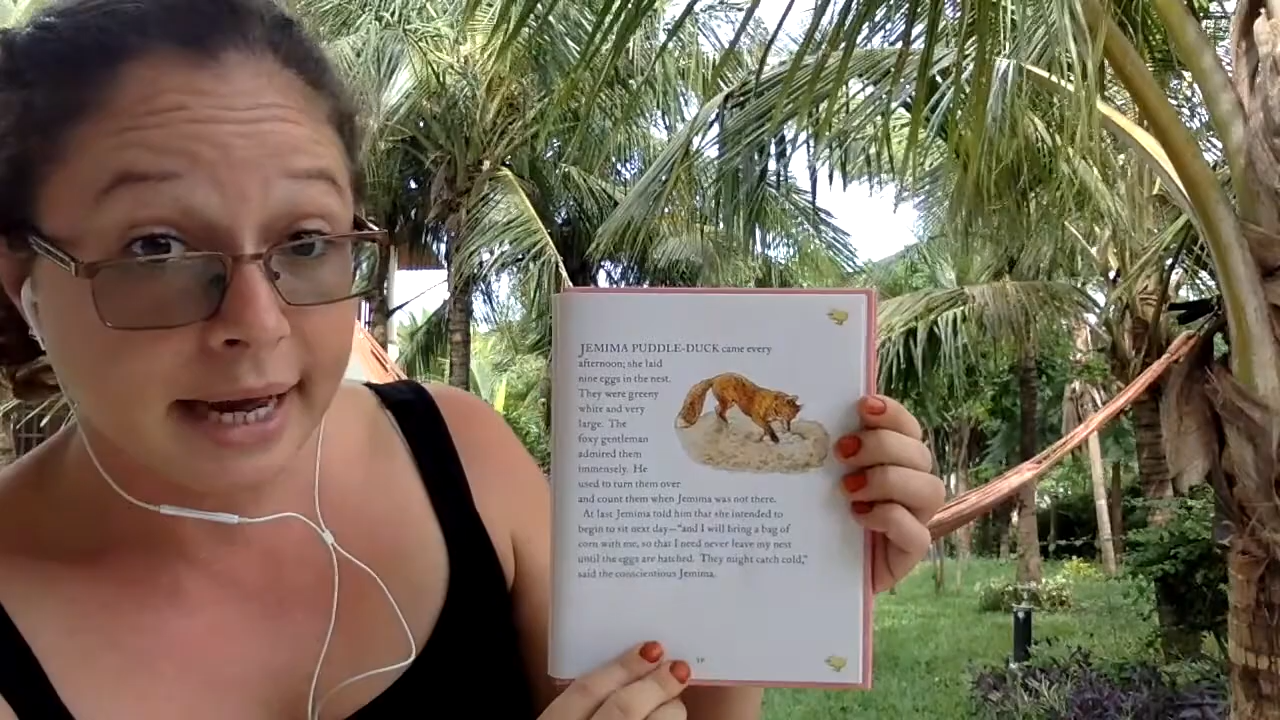 JEMIMA PUDDLE-DUCK came every
afternoon; she laid
nine eggs in the nest.
They were greeny
white and very
large. The
foxy gentleman
admired them
immensely. He
used to turn them over
and count them when Jemima was not there.
At last Jemima told him that she intended to
begin to sit next day—"and I will bring a bag of
corn with me, so that I need never leave my nest
until the eggs are hatched. They might catch cold,"
said the conscientious Jemima.